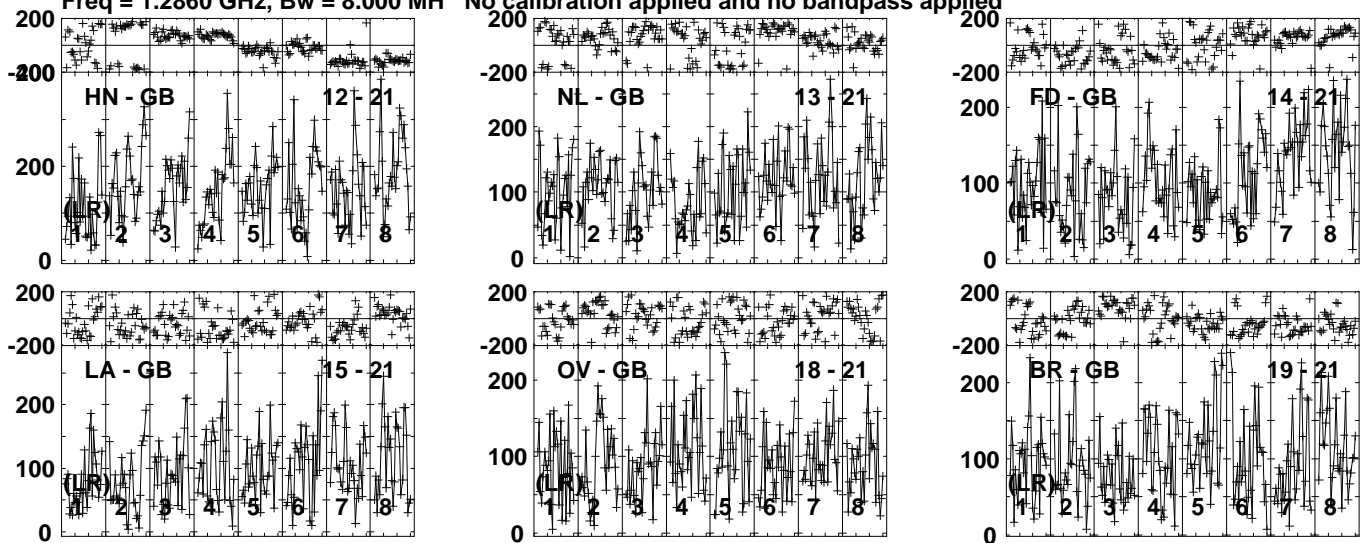 Freq = 1.2860 GHz, Bw = 8.000 MH No calibration applied and no bandpass applied
200 200 200
-200 -200 -200
HN - GB 12 - 21 NL - GB 13 - 21 FD - GB 14 - 21
200 200 200
200 100 100
(LR) (LR) (LR)
1 2 3 4 5 6 7 8 1 2 3 4 5 6 7 8 1 2 3 4 5 6 7 8
0 0 0
200 200 200
-200 -200 -200
LA - GB 15 - 21 OV - GB 18 - 21 BR - GB 19 - 21
200 200 200
100 100 100
(LR) (LR) (LR)
1 2 3 4 5 6 7 8 1 2 3 4 5 6 7 8 1 2 3 4 5 6 7 8
0 0 0